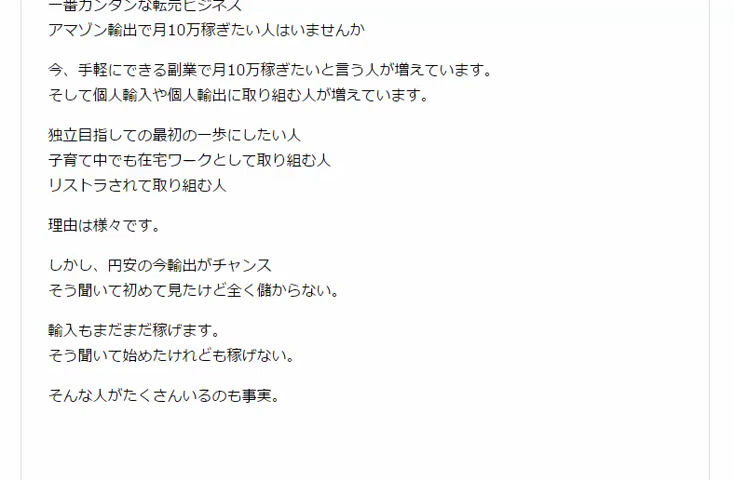 一番カンタンな転売ビジネス
アマゾン輸出で月10万稼ぎたい人はいませんか
今、手軽にできる副業で月10万稼ぎたいと言う人が増えています。
そして個人輸入や個人輸出に取り組む人が増えています。
独立目指しての最初の一歩にしたい人
子育て中でも在宅ワークとして取り組む人
リストラされて取り組む人
理由は様々です。
しかし、円安の今輸出がチャンス
そう聞いて初めて見たけど全く儲からない。
輸入もまだまだ稼げます。
そう聞いて始めたけれども稼げない。
そんな人がたくさんいるのも事実。